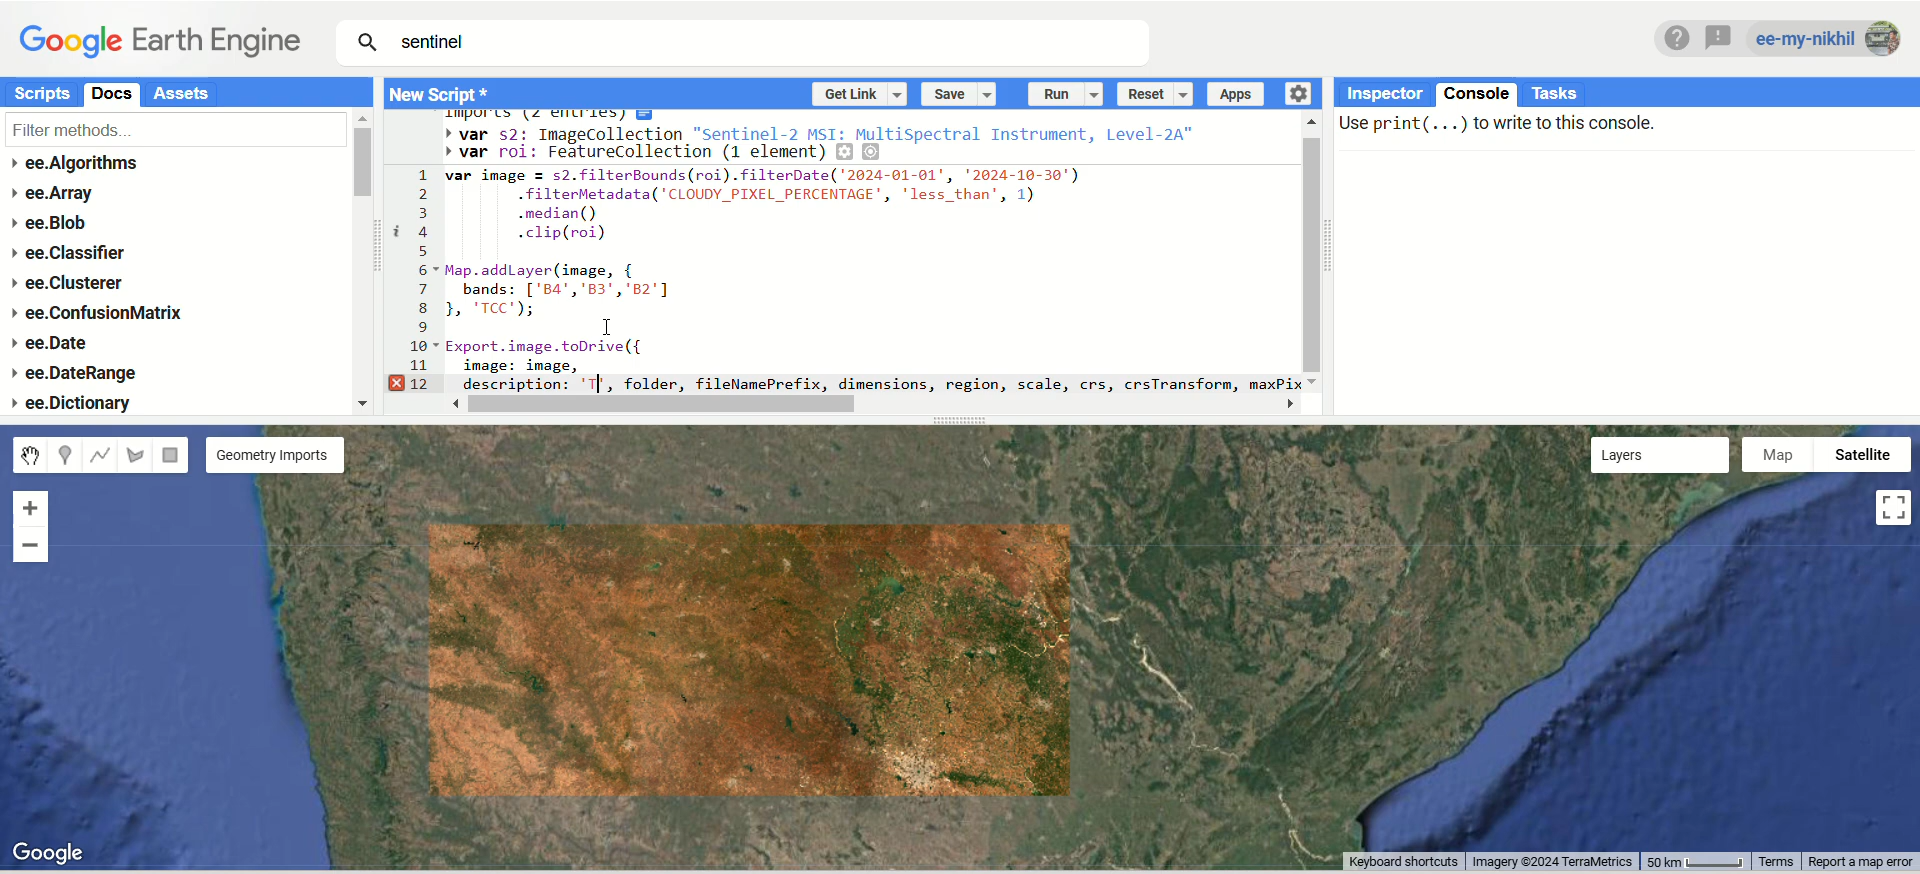 Google Earth Engine
sentinel
ee-my-nikhil
Scripts Docs Assets
New Script *
Get Link
Save
Run
Reset
Apps
Inspector Console Tasks
Filter methods...
ee.Algorithms
ee.Array
ee.Blob
ee.Classifier
ee.Clusterer
ee.ConfusionMatrix
ee.Date
ee.DateRange
ee.Dictionary
Imports (2 entries)
var s2: ImageCollection "Sentinel-2 MSI: MultiSpectral Instrument, Level-2A"
var roi: FeatureCollection (1 element)
1 var image = s2.filterBounds(roi).filterDate('2024-01-01', '2024-10-30')
2 .filterMetadata('CLOUDY_PIXEL_PERCENTAGE', 'less_than', 1)
3 .median()
i 4 .clip(roi)
5
6 Map.addLayer(image, {
7 bands: ['B4','B3','B2']
8 }, 'TCC');
9
10 Export.image.toDrive({
11 image: image,
12 description: 'T', folder, fileNamePrefix, dimensions, region, scale, crs, crsTransform, maxPix
Use print(...) to write to this console.
Geometry Imports
Layers
Map
Satellite
Google
Keyboard shortcuts
Imagery ©2024 TerraMetrics
50 km
Terms
Report a map error